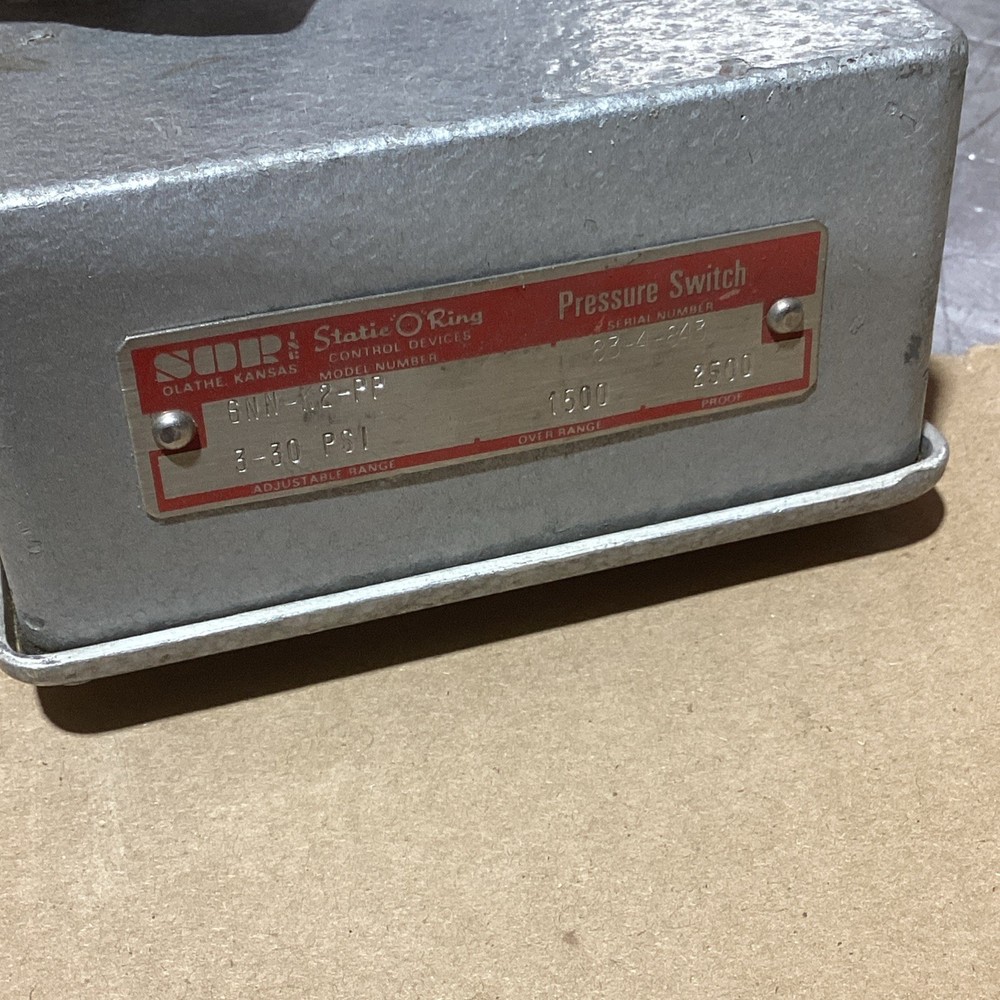 SOR INC
OLATHE, KANSAS
Static "O" Ring
CONTROL DEVICES
Pressure Switch
MODEL NUMBER
SERIAL NUMBER
3-30 PSI
1500
2500
ADJUSTABLE RANGE
OVER RANGE
PROOF